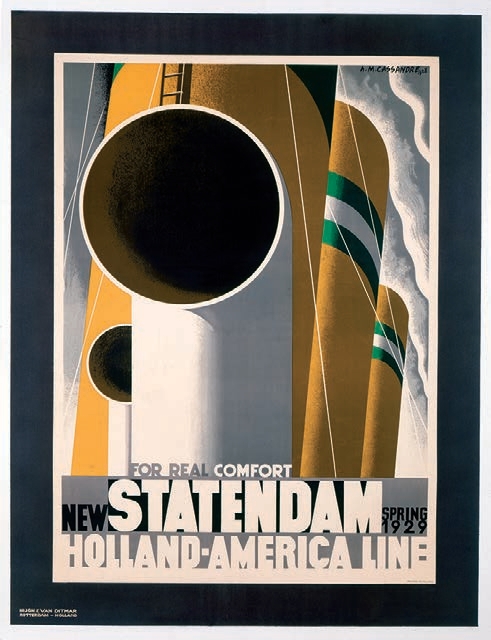 A.M.CASSANDRE
FOR REAL COMFORT
NEW STATENDAM SPRING 1929
HOLLAND-AMERICA LINE
NIJGH & VAN DITMAR
ROTTERDAM – HOLLAND